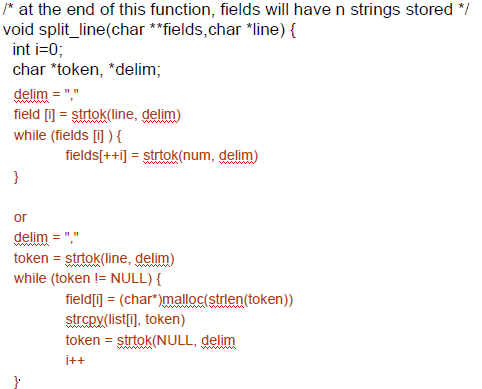 /* at the end of this function, fields will have n strings stored */
void split_line(char **fields,char *line) {
int i=0;
char *token, *delim;
delim = ","
field [i] = strtok(line, delim)
while (fields [i] ) {
fields[++i] = strtok(num, delim)
}
or
delim = ","
token = strtok(line, delim)
while (token != NULL) {
field[i] = (char*)malloc(strlen(token))
strcpy(list[i], token)
token = strtok(NULL, delim
i++
}